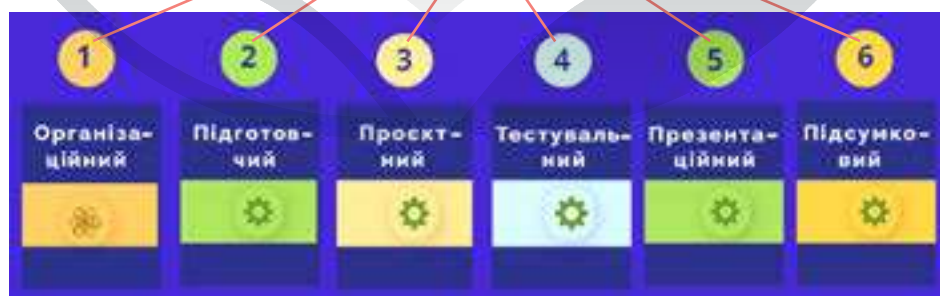 1 2 3 4 5 6
Організа-
ційний
Підготов-
чий
Проєкт-
ний
Тестуваль-
ний
Презента-
ційний
Підсумко-
вий